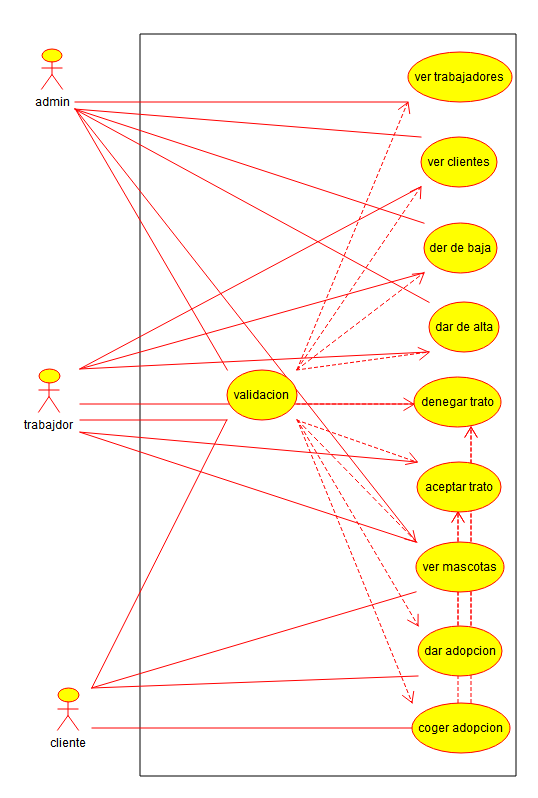 ver trabajadores
admin
ver clientes
der de baja
dar de alta
validacion
denegar trato
trabajdor
aceptar trato
ver mascotas
dar adopcion
coger adopcion
cliente